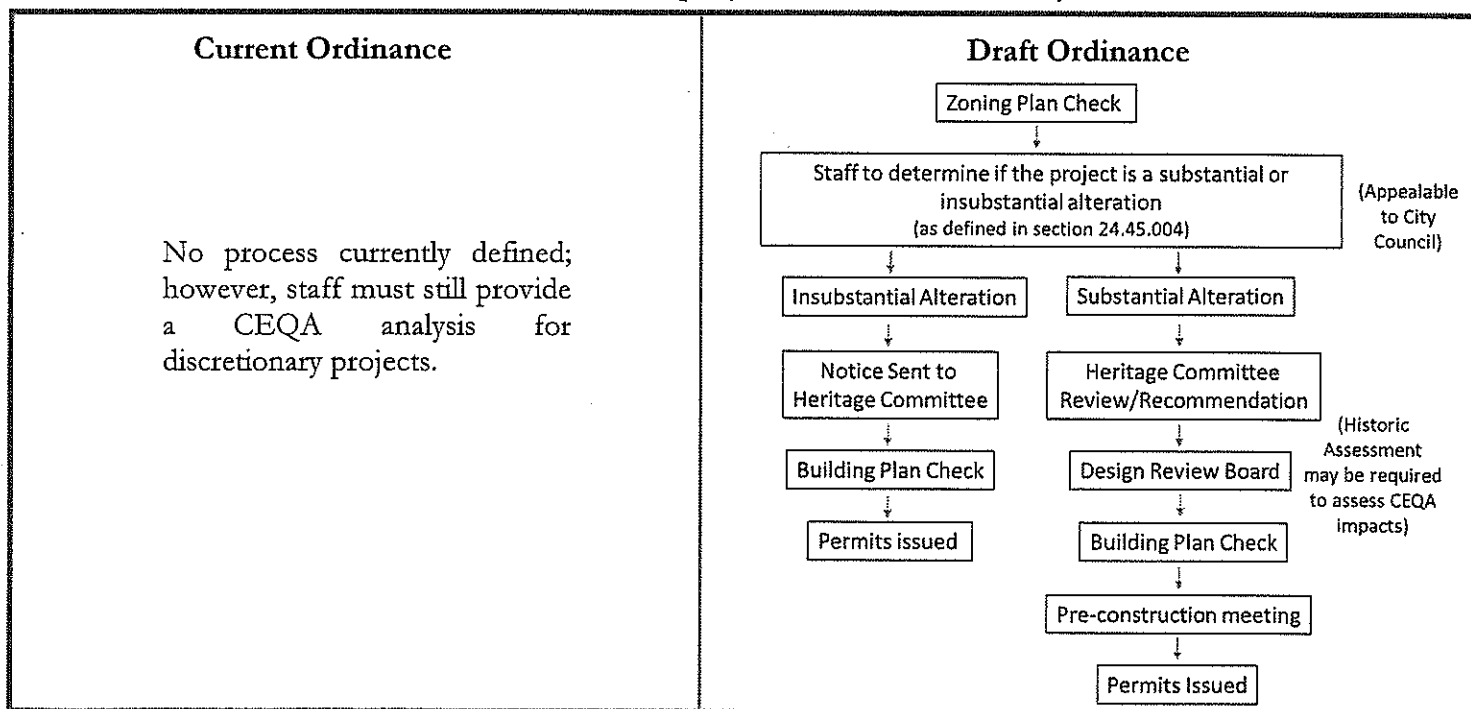 Current Ordinance
No process currently defined;
however, staff must still provide
a CEQA analysis for
discretionary projects.
Draft Ordinance
Zoning Plan Check
Staff to determine if the project is a substantial or
insubstantial alteration
(as defined in section 24.45.004)
(Appealable
to City
Council)
Insubstantial Alteration
Substantial Alteration
Notice Sent to
Heritage Committee
Heritage Committee
Review/Recommendation
(Historic
Assessment
may be required
to assess CEQA
impacts)
Building Plan Check
Design Review Board
Permits issued
Building Plan Check
Pre-construction meeting
Permits Issued